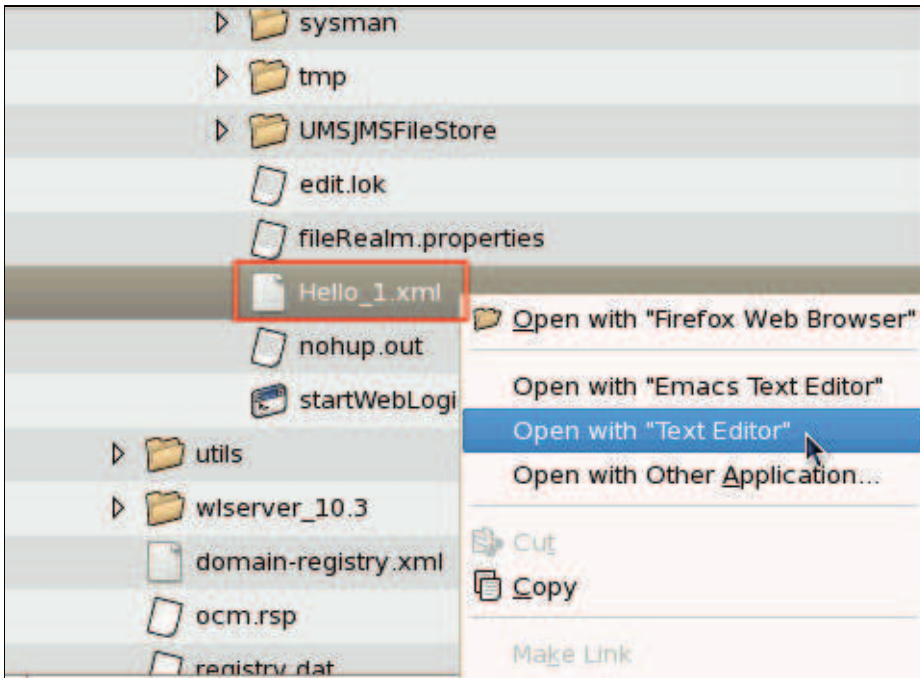 sysman
tmp
UMSJMSFileStore
edit.lok
fileRealm.properties
Hello_1.xml
Open with "Firefox Web Browser"
nohup.out
Open with "Emacs Text Editor"
startWebLogi
Open with "Text Editor"
utils
Open with Other Application...
wlserver_10.3
Cut
domain-registry.xml
Copy
ocm.rsp
Make Link
registry.dat